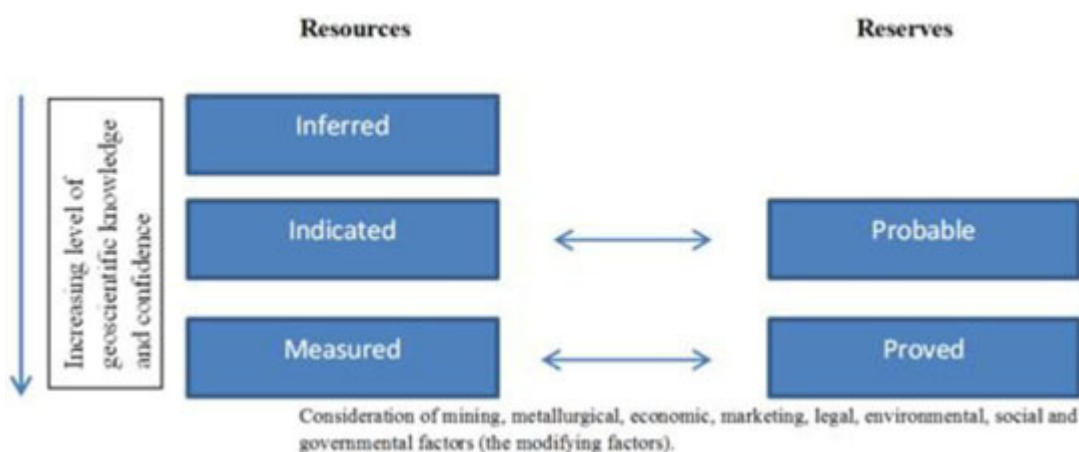 Resources
Reserves
Increasing level of
geoscientific knowledge
and confidence
Inferred
Indicated
Probable
Measured
Proved
Consideration of mining, metallurgical, economic, marketing, legal, environmental, social and
governmental factors (the modifying factors).